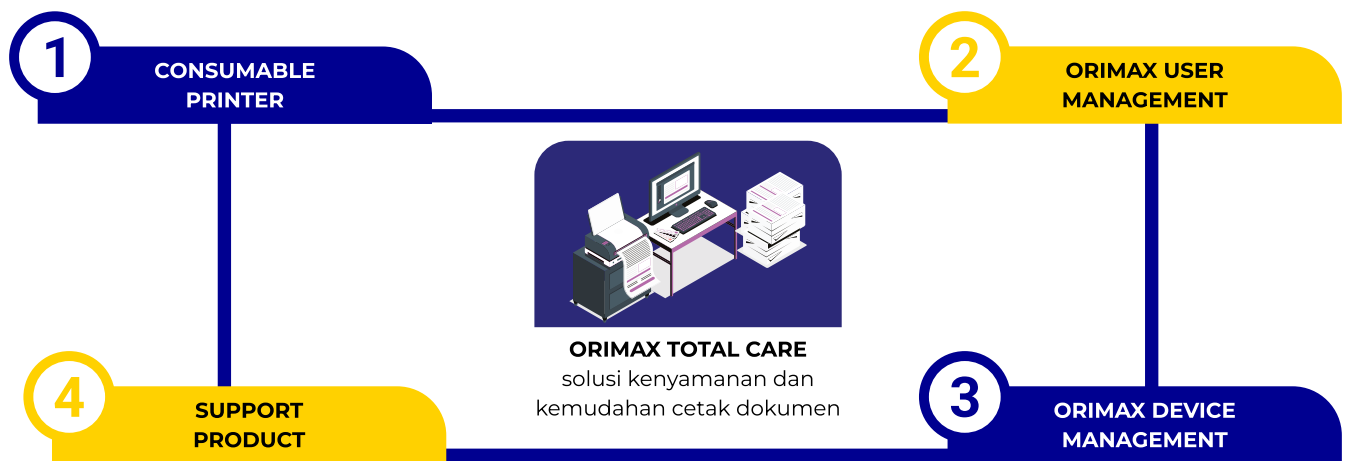 1
CONSUMABLE
PRINTER
2
ORIMAX USER
MANAGEMENT
ORIMAX TOTAL CARE
solusi kenyamanan dan
kemudahan cetak dokumen
4
SUPPORT
PRODUCT
3
ORIMAX DEVICE
MANAGEMENT